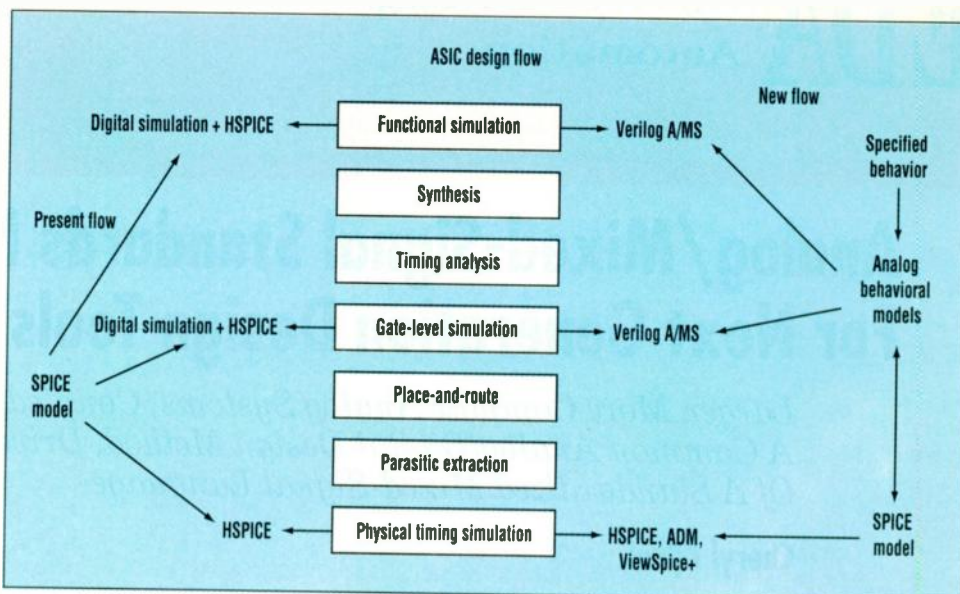 ASIC design flow
New flow
Digital simulation + HSPICE
Functional simulation
Verilog A/MS
Specified
behavior
Synthesis
Present flow
Timing analysis
Analog
behavioral
models
Digital simulation + HSPICE
Gate-level simulation
Verilog A/MS
SPICE
model
Place-and-route
Parasitic extraction
HSPICE
Physical timing simulation
HSPICE, ADM,
ViewSpice+
SPICE
model